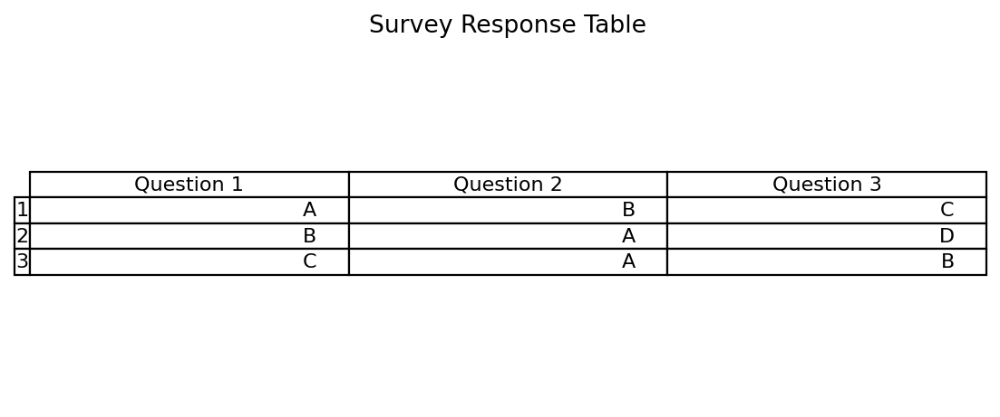 Survey Response Table
Question 1 Question 2 Question 3
1 A B C
2 B A D
3 C A B